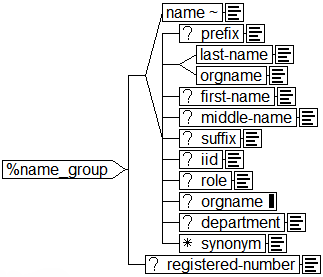 name ~
? prefix
last-name
orgname
? first-name
? middle-name
? suffix
? iid
? role
%name_group
? orgname
? department
* synonym
? registered-number